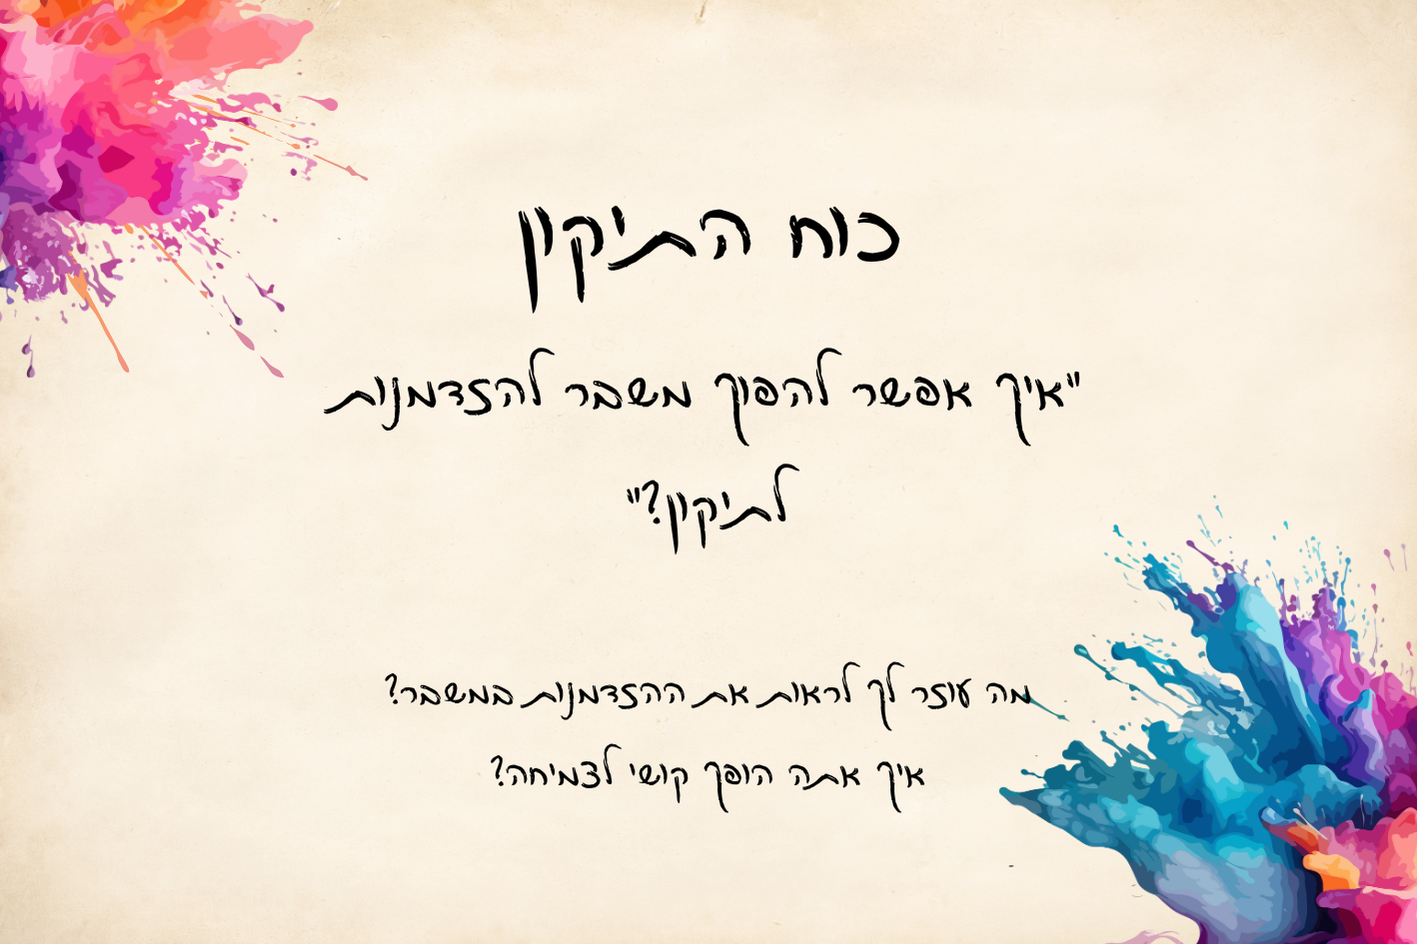 כוח התיקון
"איך אפשר להפוך משבר להזדמנות
לתיקון?"
מה עוזר לך לראות את ההזדמנות במשבר?
איך אתה הופך קושי לצמיחה?